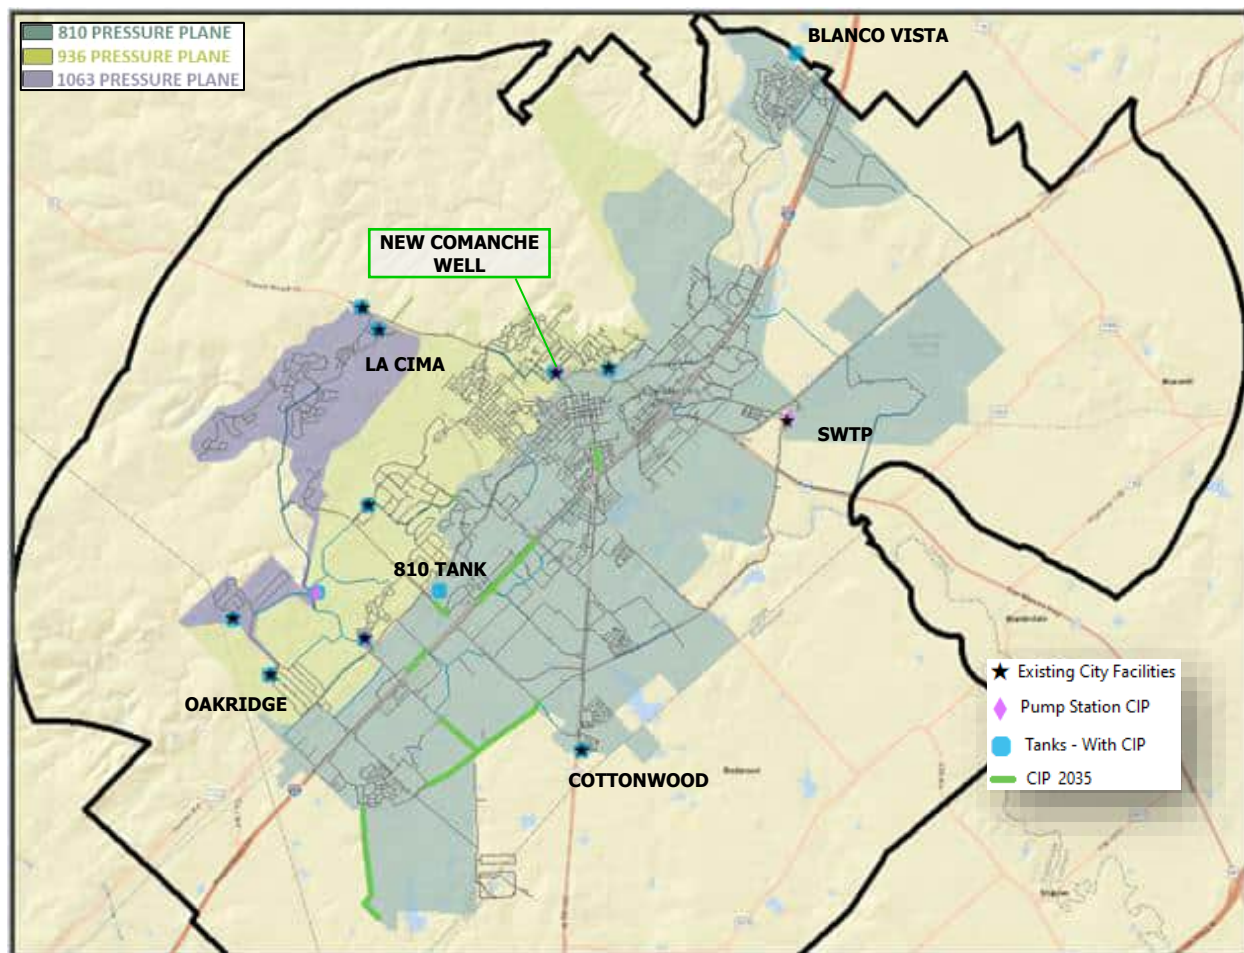 810 PRESSURE PLANE
936 PRESSURE PLANE
1063 PRESSURE PLANE
BLANCO VISTA
NEW COMANCHE
WELL
LA CIMA
SWTP
810 TANK
OAKRIDGE
COTTONWOOD
Existing City Facilities
Pump Station CIP
Tanks - With CIP
CIP 2035